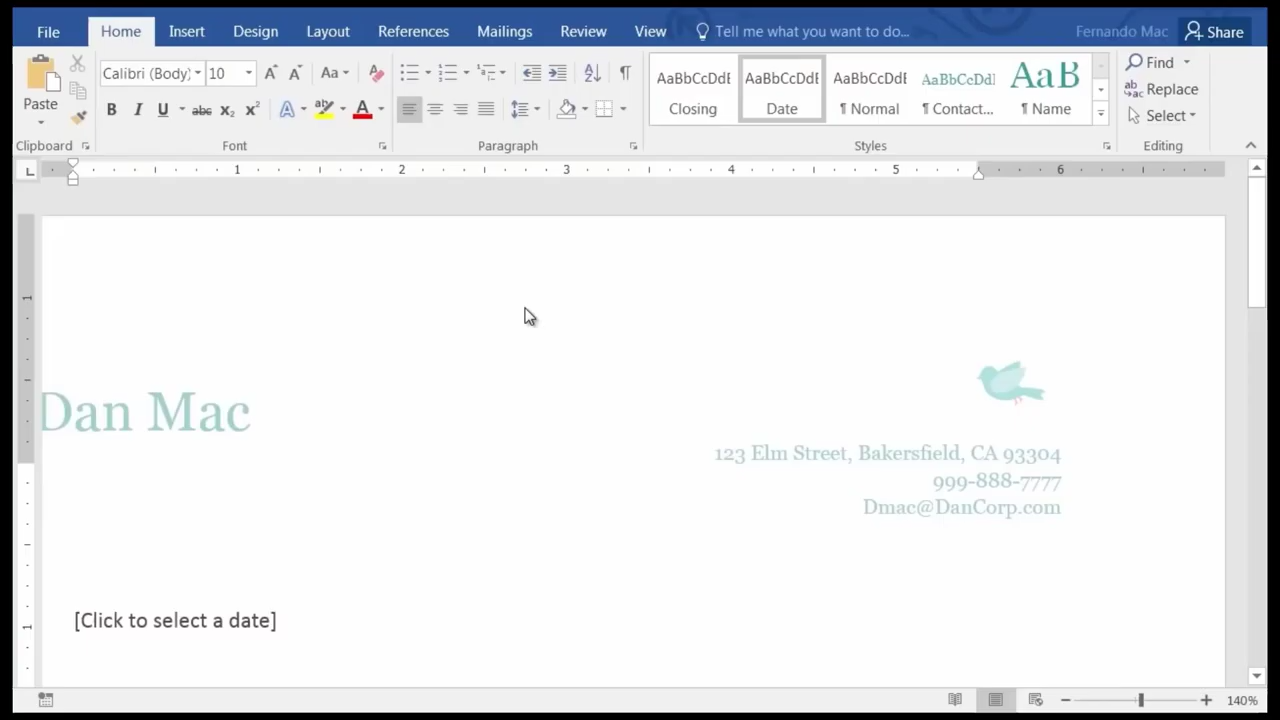 File Home Insert Design Layout References Mailings Review View Tell me what you want to do... Fernando Mac Share
Paste
Calibri (Body) 10
Aa
abc X₂ X² A aby A
AaBbCcDdE AaBbCcDdE AaBbCcDdE AaBbCcDdI AaB
Closing Date ¶ Normal ¶ Contact... ¶ Name
Find
Replace
Select
Clipboard Font Paragraph Styles Editing
1 2 3 4 5 6
Dan Mac
123 Elm Street, Bakersfield, CA 93304
999-888-7777
Dmac@DanCorp.com
[Click to select a date]
140%